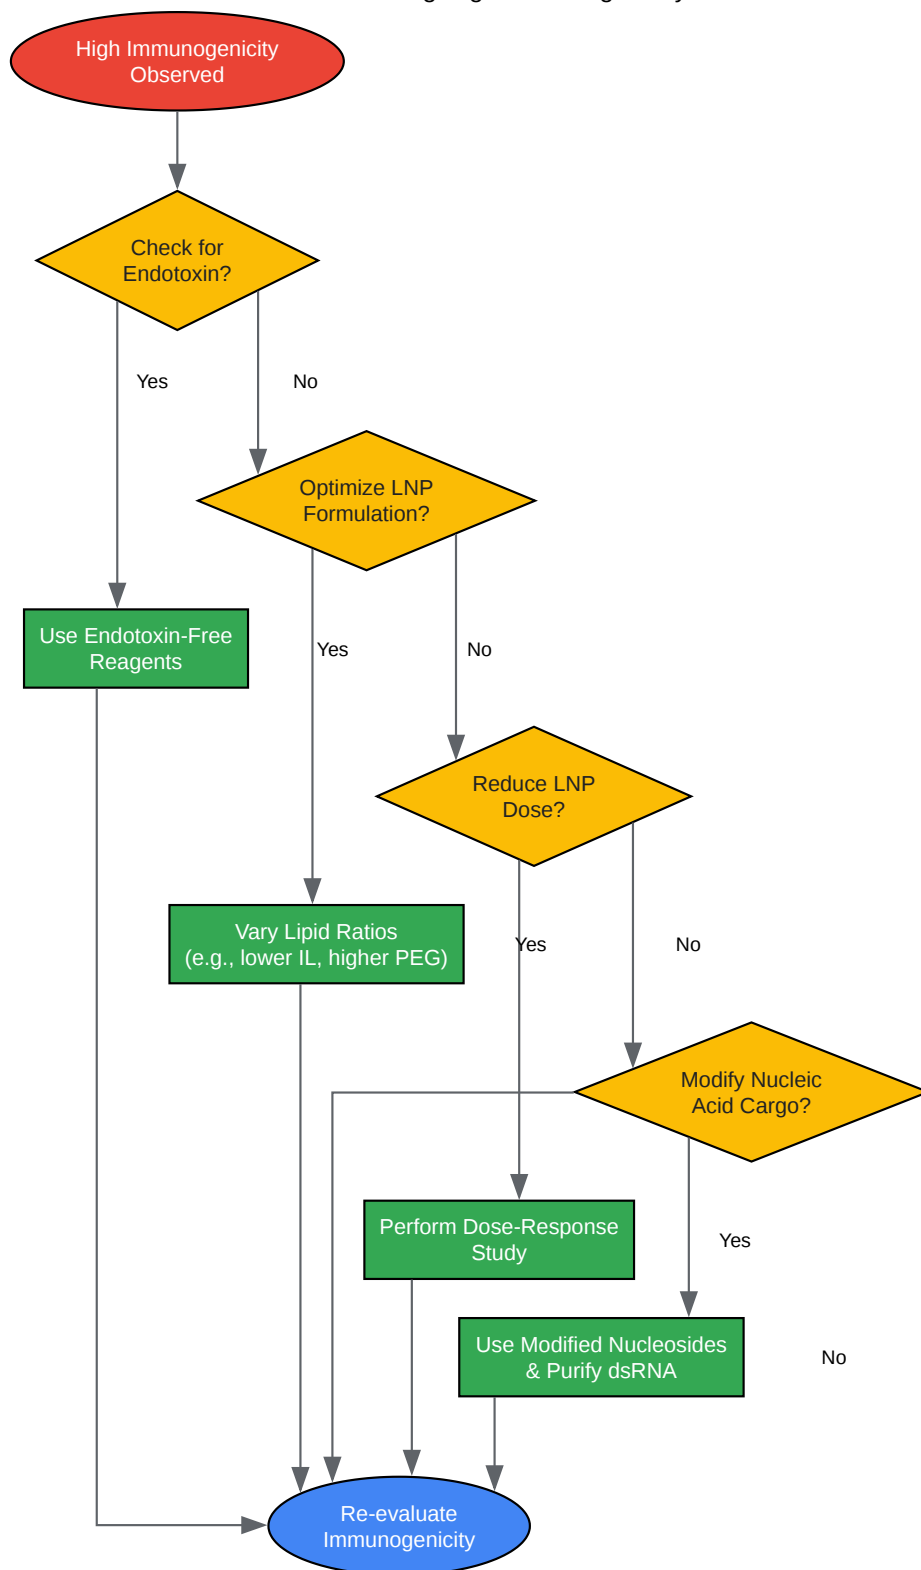 High Immunogenicity
Observed
Check for
Endotoxin?
Yes
No
Optimize LNP
Formulation?
Use Endotoxin-Free
Reagents
Yes
No
Reduce LNP
Dose?
Vary Lipid Ratios
(e.g., lower IL, higher PEG)
Yes
No
Modify Nucleic
Acid Cargo?
Perform Dose-Response
Study
Yes
Use Modified Nucleosides
& Purify dsRNA
No
Re-evaluate
Immunogenicity